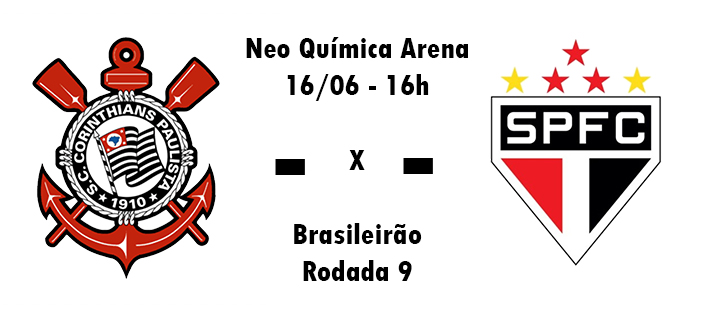 Neo Química Arena
16/06 - 16h
S.C. CORINTHIANS PAULISTA
1910
- x -
SPFC
Brasileirão
Rodada 9